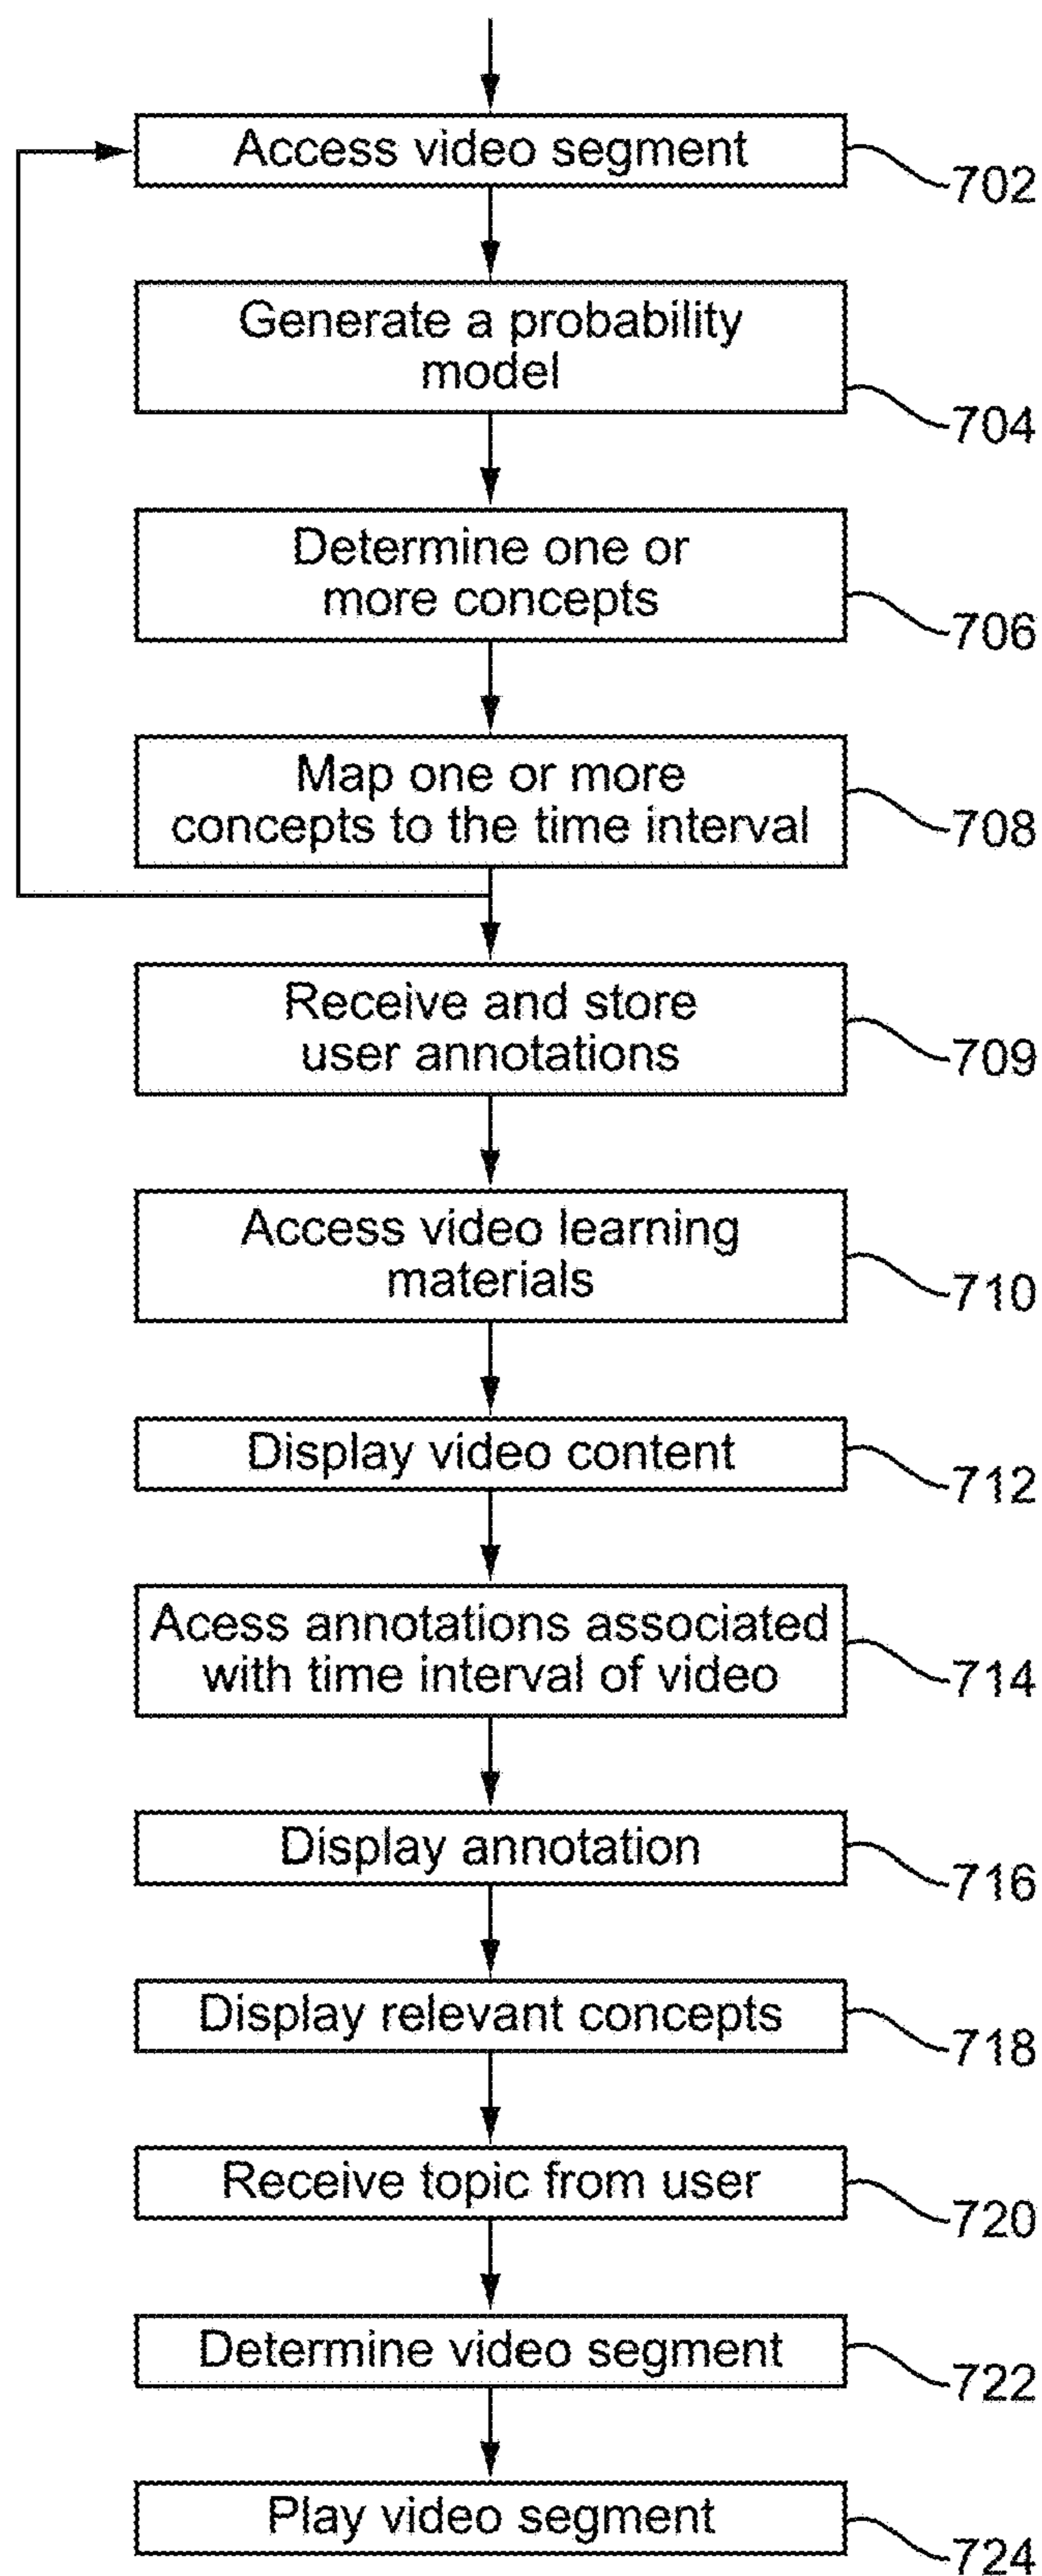 Access video segment
702
Generate a probability
model
704
Determine one or
more concepts
706
Map one or more
concepts to the time interval
708
Receive and store
user annotations
709
Access video learning
materials
710
Display video content
712
Acess annotations associated
with time interval of video
714
Display annotation
716
Display relevant concepts
718
Receive topic from user
720
Determine video segment
722
Play video segment
724